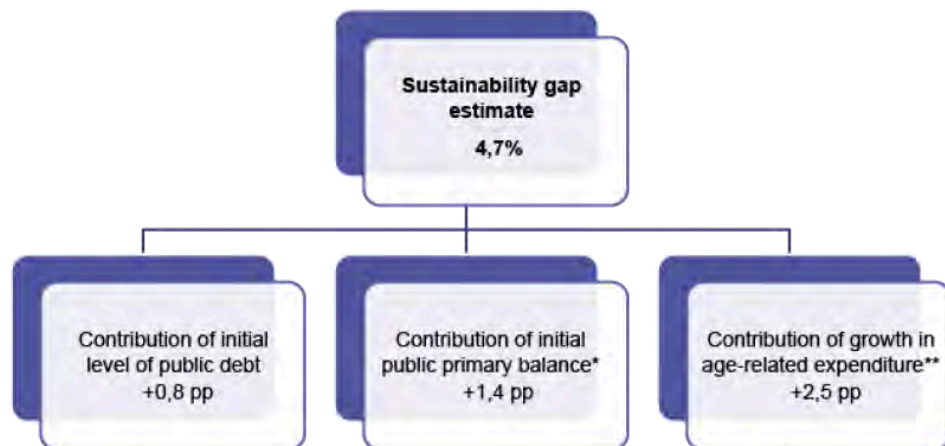 Sustainability gap
estimate
4,7%
Contribution of initial
level of public debt
+0,8 pp
Contribution of initial
public primary balance*
+1,4 pp
Contribution of growth in
age-related expenditure**
+2,5 pp